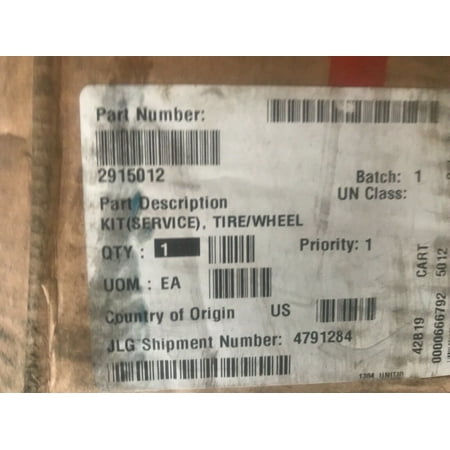 Part Number:
2915012
Batch: 1
UN Class:
Part Description
KIT(SERVICE), TIRE/WHEEL
QTY : 1
Priority: 1
UOM : EA
Country of Origin US
JLG Shipment Number: 4791284
42B19 CART
0000666792 5012